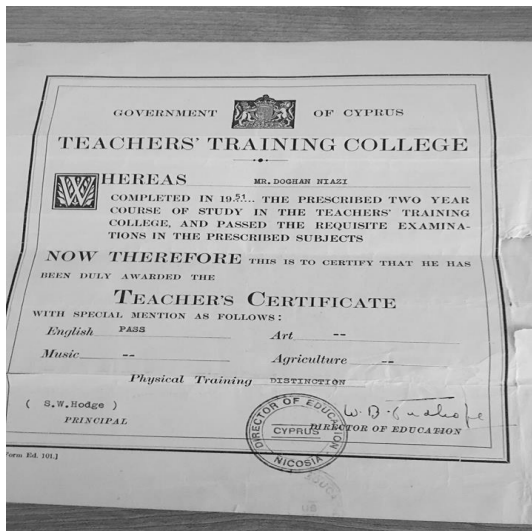 GOVERNMENT OF CYPRUS
TEACHERS' TRAINING COLLEGE
WHEREAS MR.DOGHAN NIAZI
COMPLETED IN 1951... THE PRESCRIBED TWO YEAR
COURSE OF STUDY IN THE TEACHERS' TRAINING
COLLEGE, AND PASSED THE REQUISITE EXAMINA-
TIONS IN THE PRESCRIBED SUBJECTS
NOW THEREFORE THIS IS TO CERTIFY THAT HE HAS
BEEN DULY AWARDED THE
TEACHER'S CERTIFICATE
WITH SPECIAL MENTION AS FOLLOWS:
English PASS Art --
Music -- Agriculture --
Physical Training DISTINCTION
( S.W.Hodge )
PRINCIPAL
DIRECTOR OF EDUCATION
CYPRUS
NICOSIA
DIRECTOR OF EDUCATION
Form Ed. 101.]